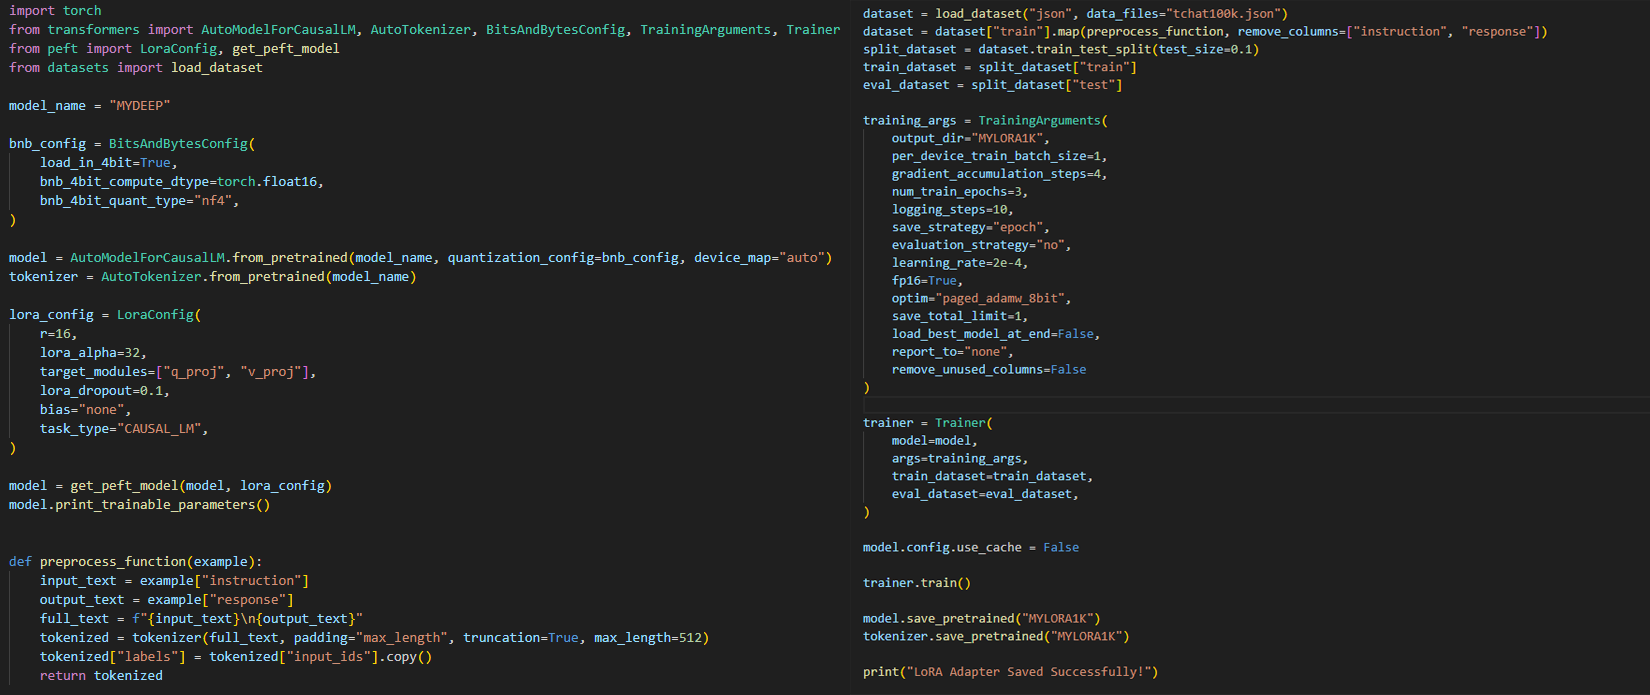 import torch
from transformers import AutoModelForCausalLM, AutoTokenizer, BitsAndBytesConfig, TrainingArguments, Trainer
from peft import LoraConfig, get_peft_model
from datasets import load_dataset

model_name = "MYDEEP"

bnb_config = BitsAndBytesConfig(
    load_in_4bit=True,
    bnb_4bit_compute_dtype=torch.float16,
    bnb_4bit_quant_type="nf4",
)

model = AutoModelForCausalLM.from_pretrained(model_name, quantization_config=bnb_config, device_map="auto")
tokenizer = AutoTokenizer.from_pretrained(model_name)

lora_config = LoraConfig(
    r=16,
    lora_alpha=32,
    target_modules=["q_proj", "v_proj"],
    lora_dropout=0.1,
    bias="none",
    task_type="CAUSAL_LM",
)

model = get_peft_model(model, lora_config)
model.print_trainable_parameters()

def preprocess_function(example):
    input_text = example["instruction"]
    output_text = example["response"]
    full_text = f"{input_text}\n{output_text}"
    tokenized = tokenizer(full_text, padding="max_length", truncation=True, max_length=512)
    tokenized["labels"] = tokenized["input_ids"].copy()
    return tokenized

dataset = load_dataset("json", data_files="tchat100k.json")
dataset = dataset["train"].map(preprocess_function, remove_columns=["instruction", "response"])
split_dataset = dataset.train_test_split(test_size=0.1)
train_dataset = split_dataset["train"]
eval_dataset = split_dataset["test"]

training_args = TrainingArguments(
    output_dir="MYLORA1K",
    per_device_train_batch_size=1,
    gradient_accumulation_steps=4,
    num_train_epochs=3,
    logging_steps=10,
    save_strategy="epoch",
    evaluation_strategy="no",
    learning_rate=2e-4,
    fp16=True,
    optim="paged_adamw_8bit",
    save_total_limit=1,
    load_best_model_at_end=False,
    report_to="none",
    remove_unused_columns=False
)

trainer = Trainer(
    model=model,
    args=training_args,
    train_dataset=train_dataset,
    eval_dataset=eval_dataset,
)

model.config.use_cache = False

trainer.train()

model.save_pretrained("MYLORA1K")
tokenizer.save_pretrained("MYLORA1K")

print("LoRA Adapter Saved Successfully!")